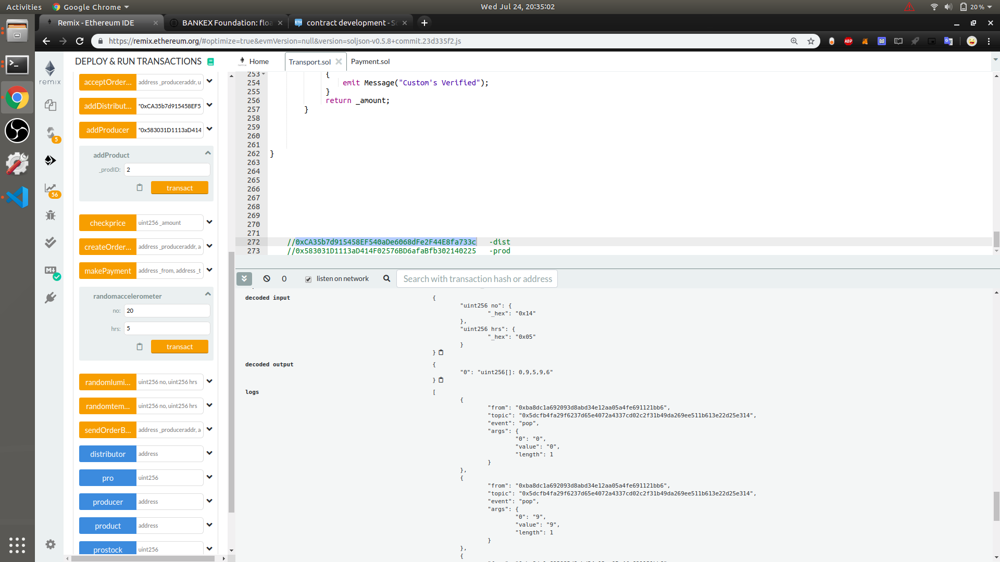 Activities
Google Chrome
Wed Jul 24, 20:35:02
20 %
Remix - Ethereum IDE
BANKEX Foundation: floa
ETH
contract development - S
https://remix.ethereum.org/#optimize=true&evmVersion=null&version=soljson-v0.5.8+commit.23d335f2.js
ABP
remix
DEPLOY & RUN TRANSACTIONS
remix
Home
Transport.sol
Payment.sol
5
56
acceptOrder...
address _produceraddr, u
addDistribut...
"0xCA35b7d915458EF5
addProducer
"0x583031D1113aD414
addProduct
_prodID:
2
transact
checkprice
uint256 _amount
createOrder...
address _produceraddr, a
makePayment
address _from, address _t
randomaccelerometer
no:
20
hrs:
5
transact
randomlumi...
uint256 no, uint256 hrs
randomtem...
uint256 no, uint256 hrs
sendOrderB...
address _produceraddr, a
distributor
address
pro
uint256
producer
address
product
address
prostock
uint256
253 {
254 emit Message("Custom's Verified");
255 }
256 return _amount;
257 }
258
259
260
261
262 }
263
264
265
266
267
268
269
270
271
272 //0xCA35b7d915458EF540aDe6068dFe2F44E8fa733c -dist
273 //0x583031D1113aD414F02576BD6afaBfb302140225 -prod
0
listen on network
Search with transaction hash or address
decoded input
{
"uint256 no": {
"_hex": "0x14"
},
"uint256 hrs": {
"_hex": "0x05"
}
}
decoded output
{
"0": "uint256[]: 0,9,5,9,6"
}
logs
[
{
"from": "0xba8dc1a692093d8abd34e12aa05a4fe691121bb6",
"topic": "0x5dcfb4fa29f6237d65e4072a4337cd02c2f31b49da269ee511b613e22d25e314",
"event": "pop",
"args": {
"0": "0",
"value": "0",
"length": 1
}
},
{
"from": "0xba8dc1a692093d8abd34e12aa05a4fe691121bb6",
"topic": "0x5dcfb4fa29f6237d65e4072a4337cd02c2f31b49da269ee511b613e22d25e314",
"event": "pop",
"args": {
"0": "9",
"value": "9",
"length": 1
}
},
{